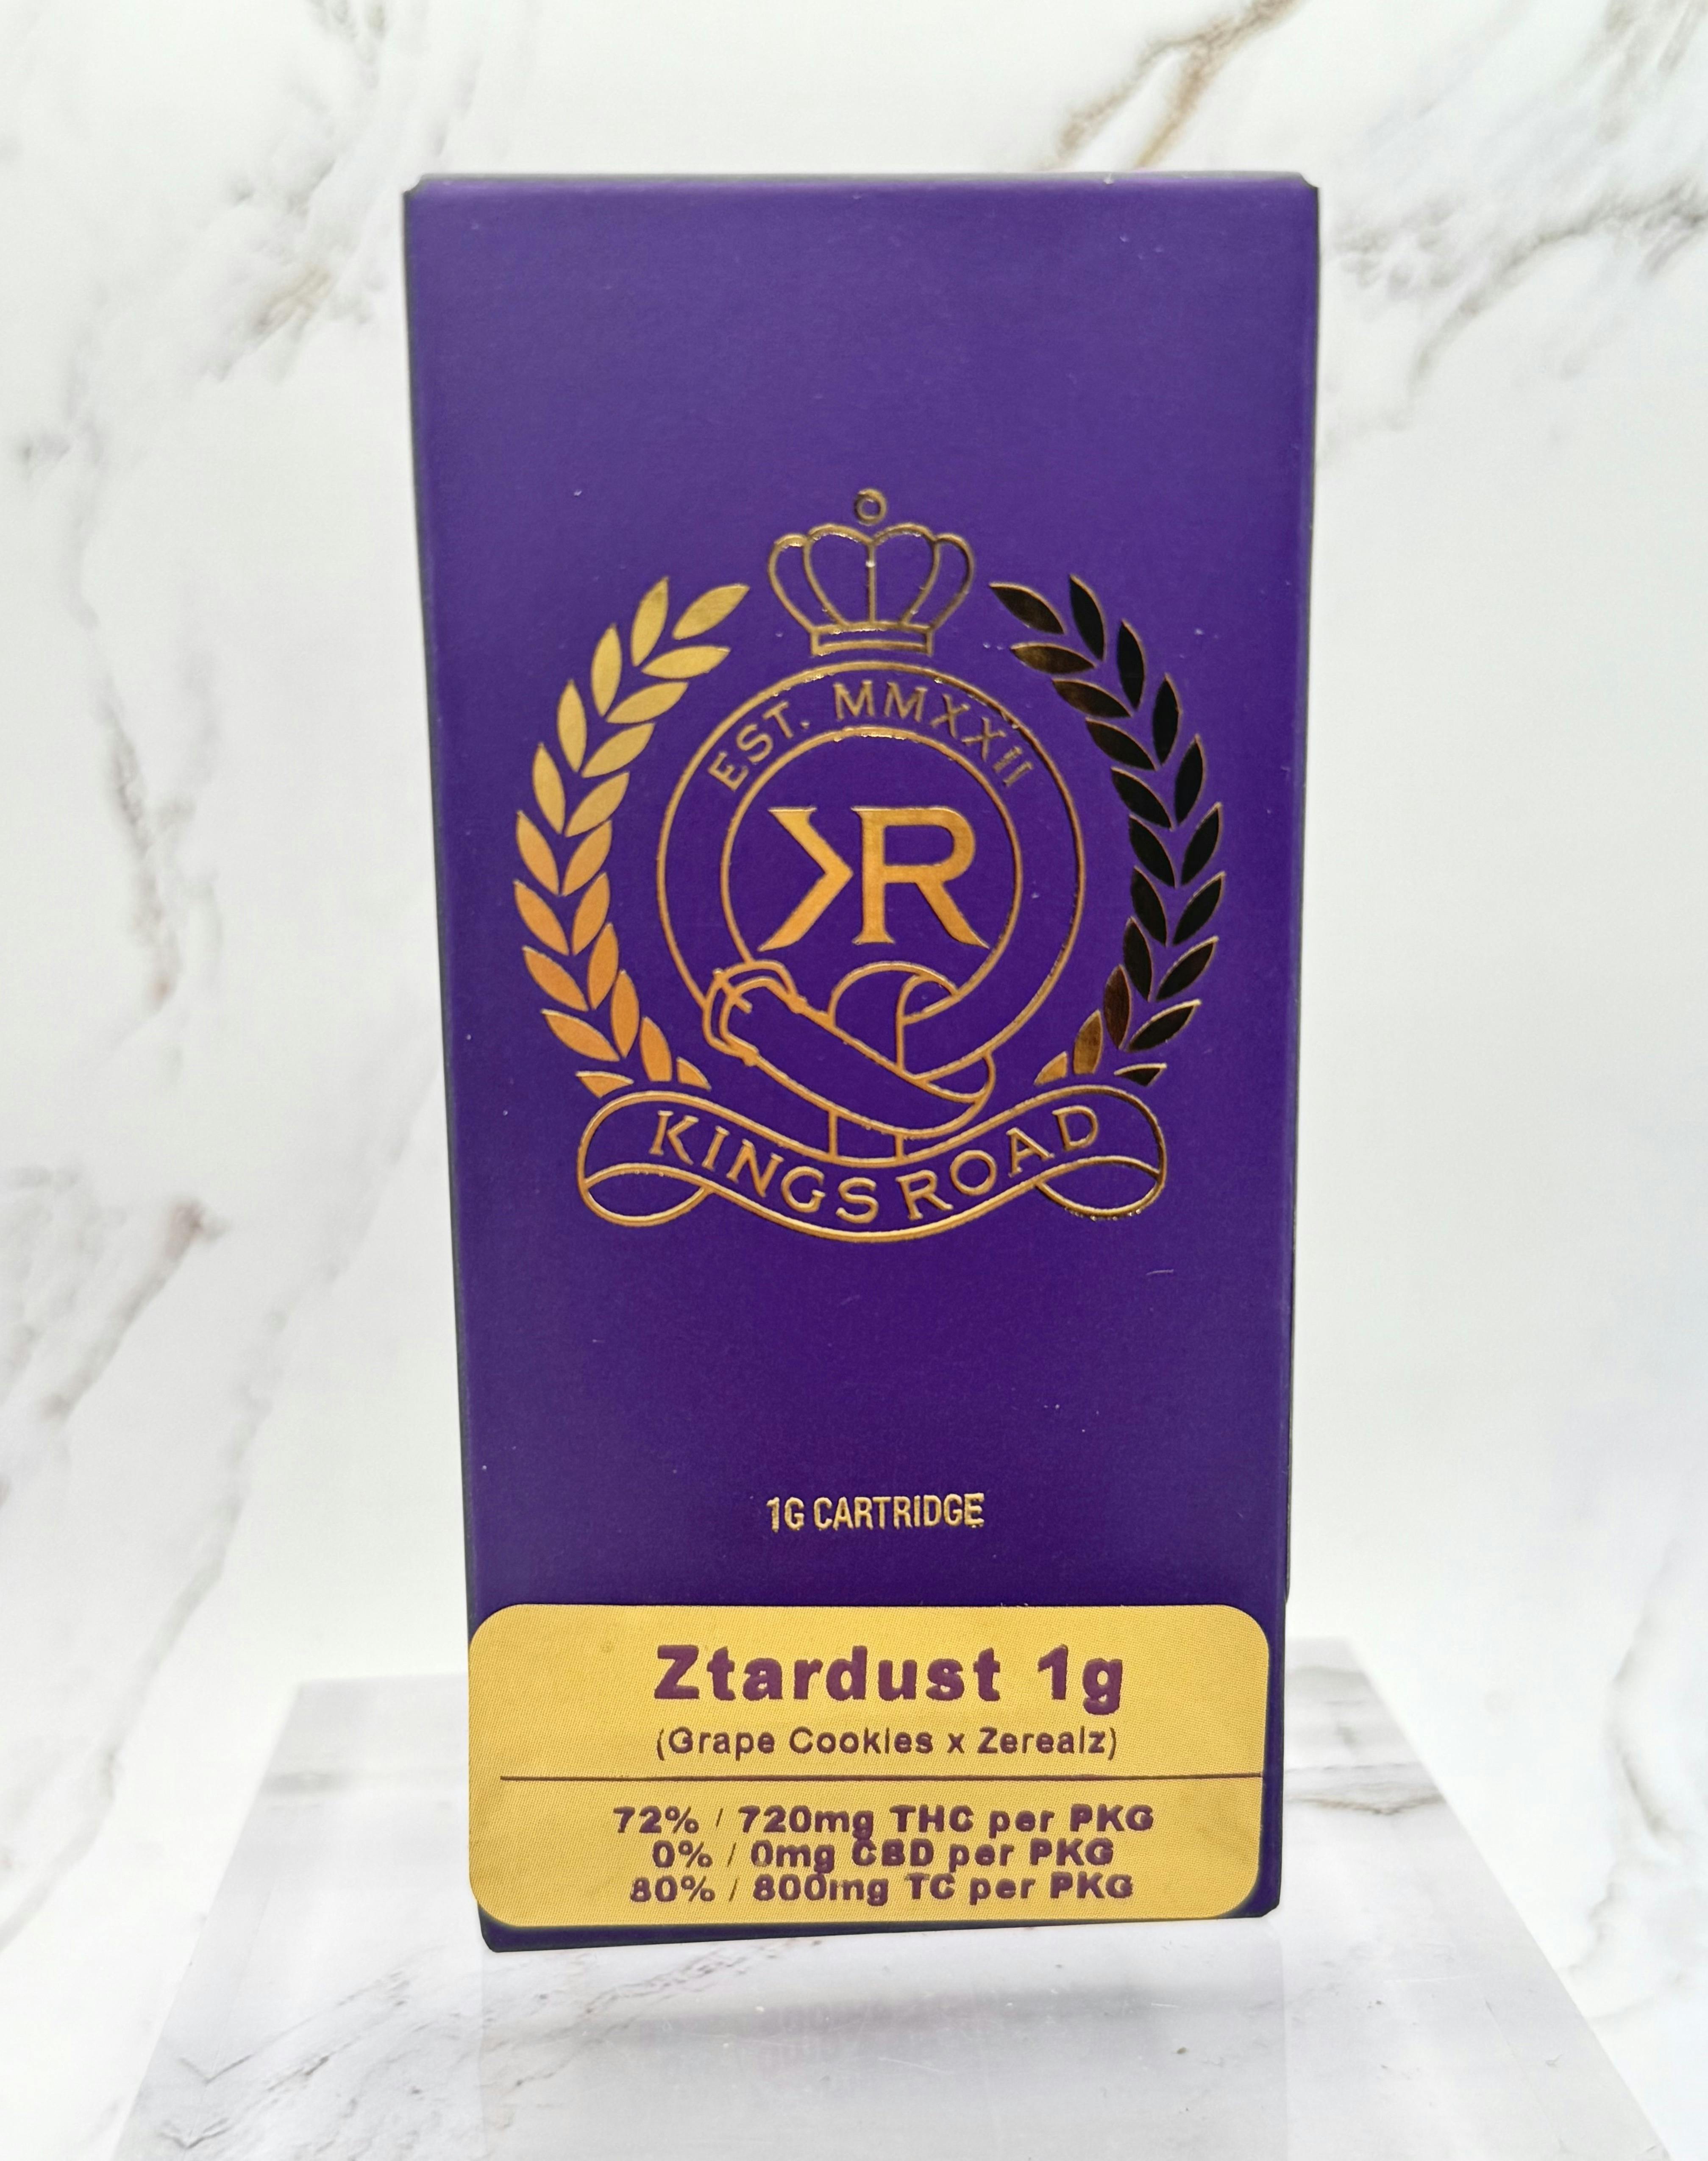 EST. MMXXII
KR
KINGS ROAD
1G CARTRIDGE
Ztardust 1g
(Grape Cookies x Zerealz)
72% / 720mg THC per PKG
0% / 0mg CBD per PKG
80% / 800mg TC per PKG